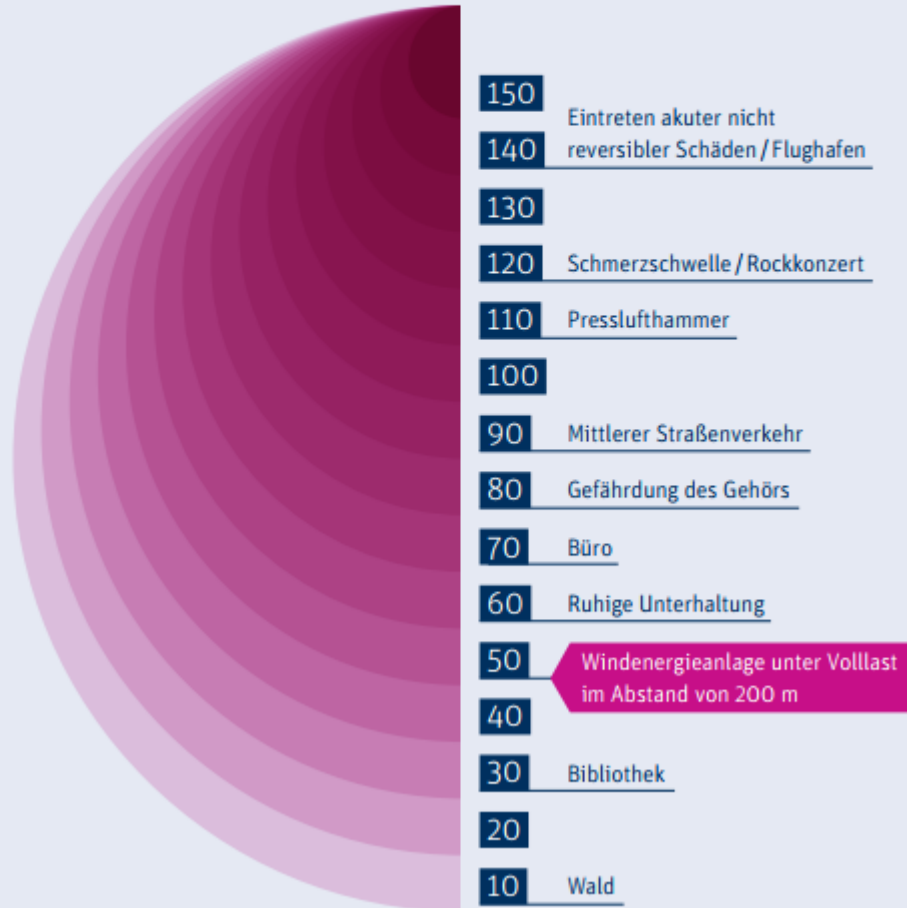 150
Eintreten akuter nicht
140 reversibler Schäden / Flughafen
130
120 Schmerzschwelle / Rockkonzert
110 Presslufthammer
100
90 Mittlerer Straßenverkehr
80 Gefährdung des Gehörs
70 Büro
60 Ruhige Unterhaltung
50 Windenergieanlage unter Volllast
im Abstand von 200 m
40
30 Bibliothek
20
10 Wald